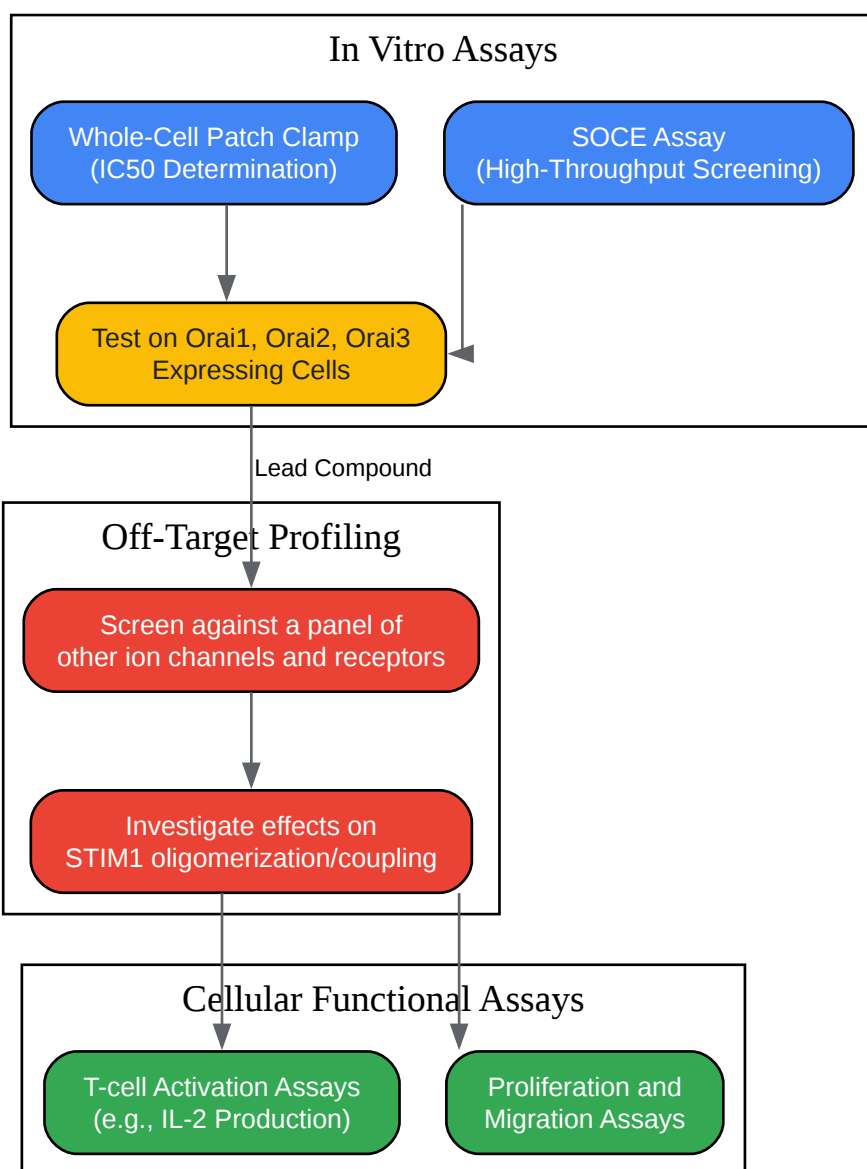 In Vitro Assays
Whole-Cell Patch Clamp
(IC50 Determination)
SOCE Assay
(High-Throughput Screening)
Test on Orai1, Orai2, Orai3
Expressing Cells
Lead Compound
Off-Target Profiling
Screen against a panel of
other ion channels and receptors
Investigate effects on
STIM1 oligomerization/coupling
Cellular Functional Assays
T-cell Activation Assays
(e.g., IL-2 Production)
Proliferation and
Migration Assays